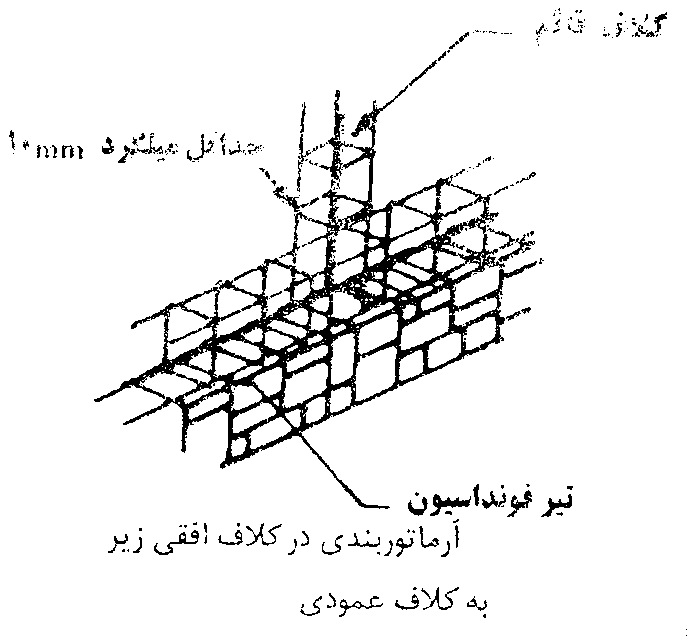 کلاف قائم
حداقل میلگرد ۱۰mm
تیر فونداسیون
آرماتوربندی در کلاف افقی زیر
به کلاف عمودی